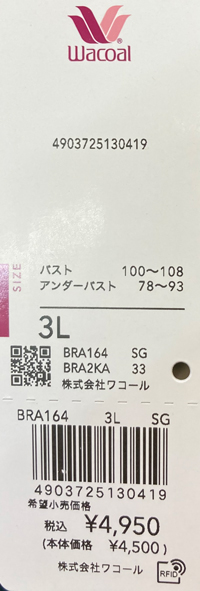 Wacoal
4903725130419
SIZE
バスト 100〜108
アンダーバスト 78〜93
3L
BRA164 SG
BRA2KA 33
株式会社ワコール
BRA164 3L SG
4903725130419
希望小売価格
税込 ¥4,950
(本体価格 ¥4,500)
株式会社ワコール
RFID